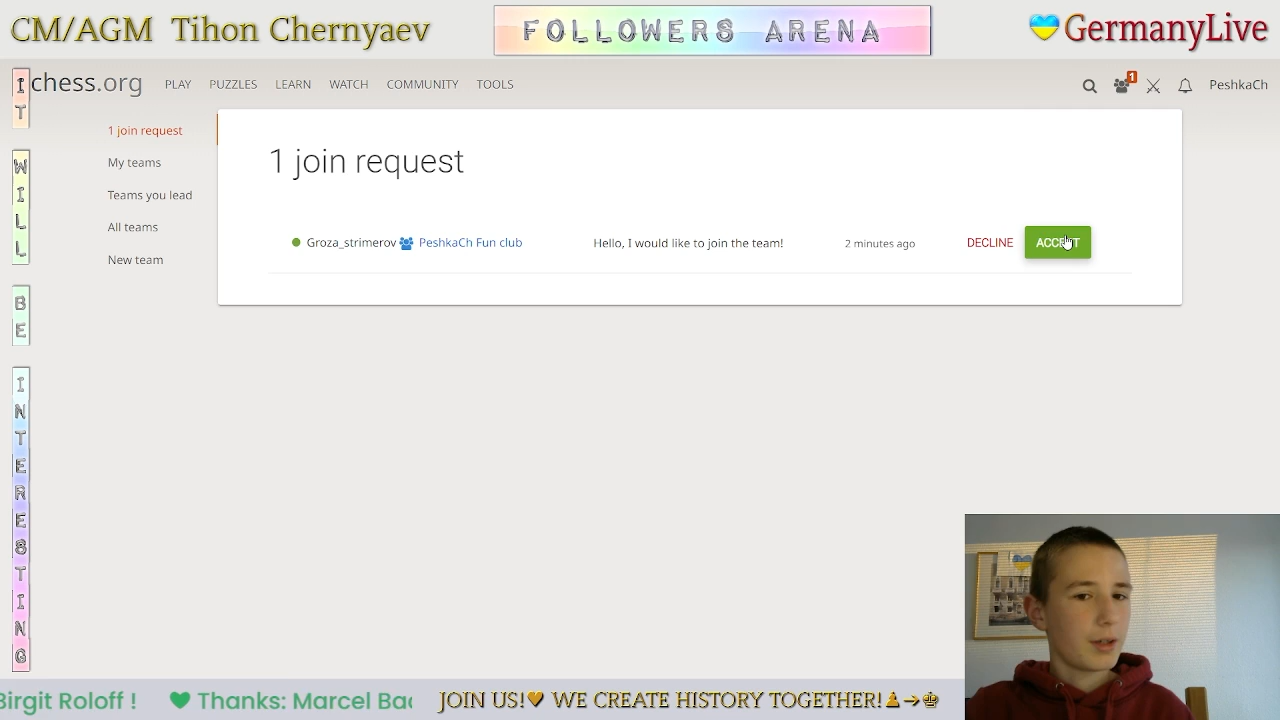 CM/AGM Tihon Chernyaev
FOLLOWERS ARENA
GermanyLive
chess.org
PLAY PUZZLES LEARN WATCH COMMUNITY TOOLS
1
PeshkaCh
IT WILL BE INTERESTING
1 join request
My teams
Teams you lead
All teams
New team
1 join request
Groza_strimerov PeshkaCh Fun club Hello, I would like to join the team! 2 minutes ago DECLINE ACCEPT
Birgit Roloff ! Thanks: Marcel
JOIN US! WE CREATE HISTORY TOGETHER!